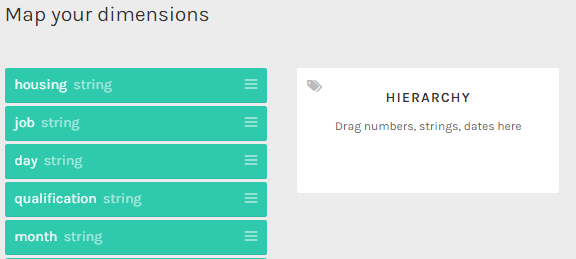 Map your dimensions
housing string
job string
day string
qualification string
month string
HIERARCHY
Drag numbers, strings, dates here